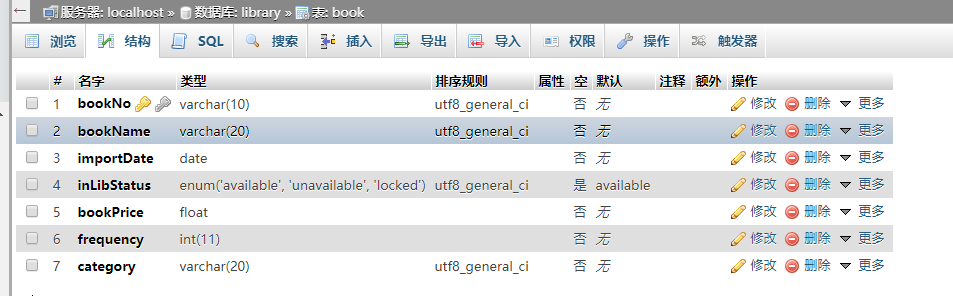 服务器: localhost » 数据库: library » 表: book
浏览 结构 SQL 搜索 插入 导出 导入 权限 操作 触发器
# 名字 类型 排序规则 属性 空 默认 注释 额外 操作
1 bookNo varchar(10) utf8_general_ci 否 无 修改 删除 更多
2 bookName varchar(20) utf8_general_ci 否 无 修改 删除 更多
3 importDate date 否 无 修改 删除 更多
4 inLibStatus enum('available', 'unavailable', 'locked') utf8_general_ci 是 available 修改 删除 更多
5 bookPrice float 否 无 修改 删除 更多
6 frequency int(11) 否 无 修改 删除 更多
7 category varchar(20) utf8_general_ci 否 无 修改 删除 更多